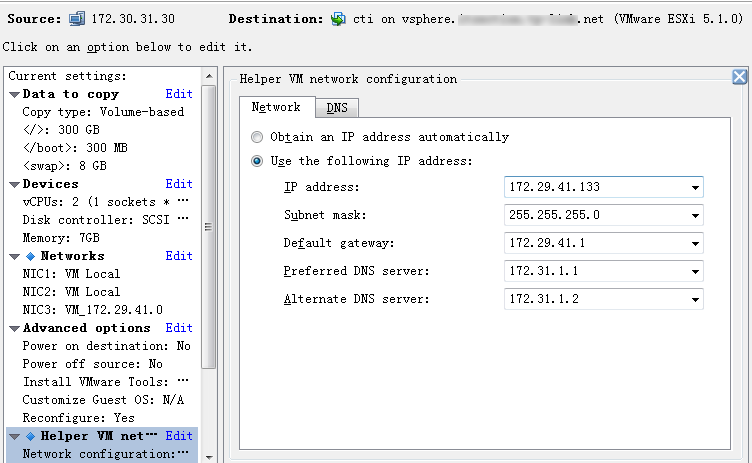 Source: 172.30.31.30 Destination: cti on vsphere. .net (VMware ESXi 5.1.0)
Click on an option below to edit it.
Current settings:
Data to copy Edit
Copy type: Volume-based
</>: 300 GB
</boot>: 300 MB
<swap>: 8 GB
Devices Edit
vCPUs: 2 (1 sockets * ...
Disk controller: SCSI ...
Memory: 7GB
Networks Edit
NIC1: VM Local
NIC2: VM Local
NIC3: VM_172.29.41.0
Advanced options Edit
Power on destination: No
Power off source: No
Install VMware Tools: ...
Customize Guest OS: N/A
Reconfigure: Yes
Helper VM net... Edit
Network configuration:...
Helper VM network configuration
Network DNS
Obtain an IP address automatically
Use the following IP address:
IP address: 172.29.41.133
Subnet mask: 255.255.255.0
Default gateway: 172.29.41.1
Preferred DNS server: 172.31.1.1
Alternate DNS server: 172.31.1.2